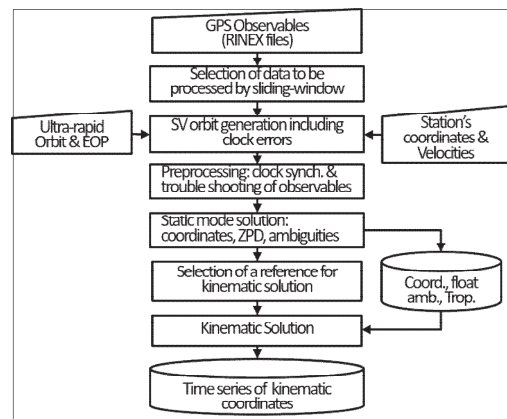 GPS Observables
(RINEX files)
Selection of data to be
processed by sliding-window
Ultra-rapid
Orbit & EOP
SV orbit generation including
clock errors
Station's
coordinates &
Velocities
Preprocessing: clock synch. &
trouble shooting of observables
Static mode solution:
coordinates, ZPD, ambiguities
Selection of a reference for
kinematic solution
Coord., float
amb., Trop.
Kinematic Solution
Time series of kinematic
coordinates